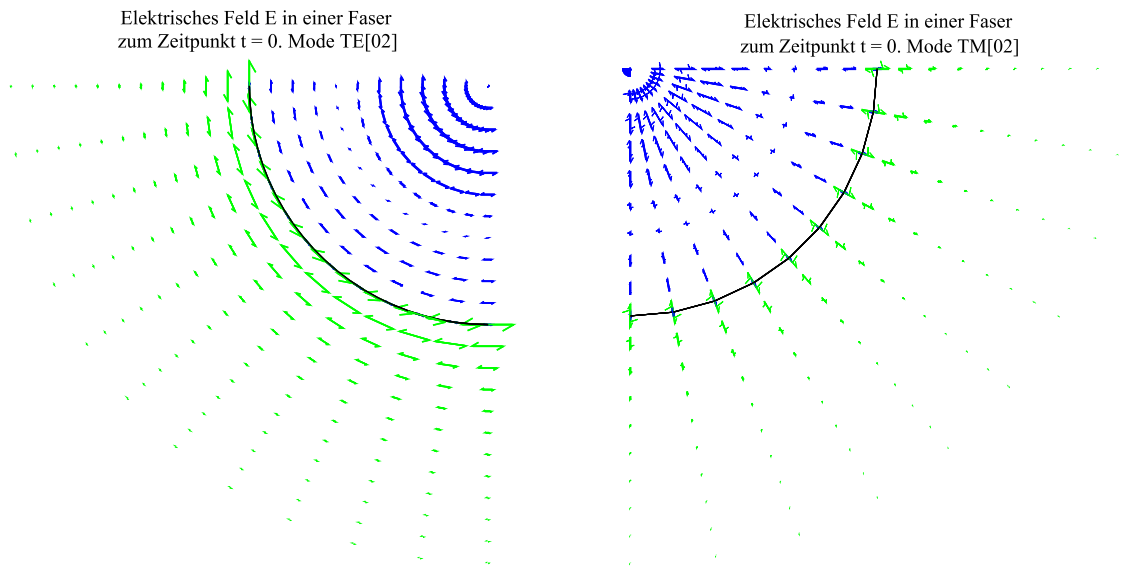 Elektrisches Feld E in einer Faser
zum Zeitpunkt t = 0. Mode TE[02]
Elektrisches Feld E in einer Faser
zum Zeitpunkt t = 0. Mode TM[02]